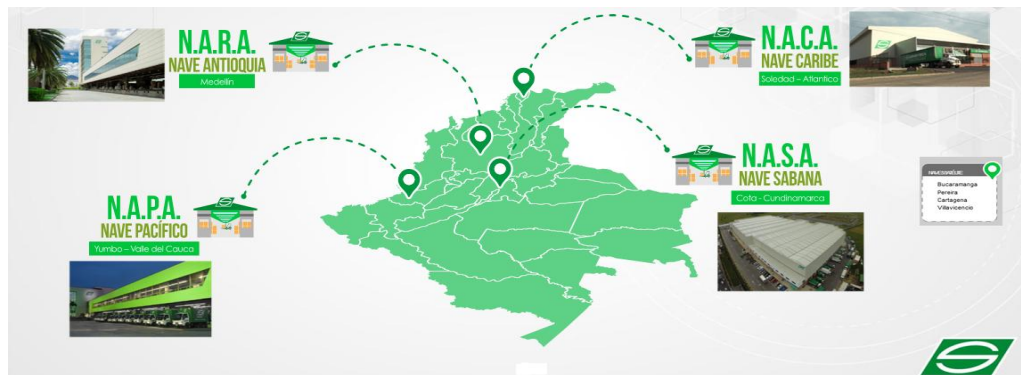 N.A.R.A.
NAVE ANTIOQUIA
Medellín
N.A.C.A.
NAVE CARIBE
Soledad – Atlantico
N.A.S.A.
NAVE SABANA
Cota - Cundinamarca
N.A.P.A.
NAVE PACÍFICO
Yumbo – Valle del Cauca
Bucaramanga
Pereira
Cartagena
Villavicencio